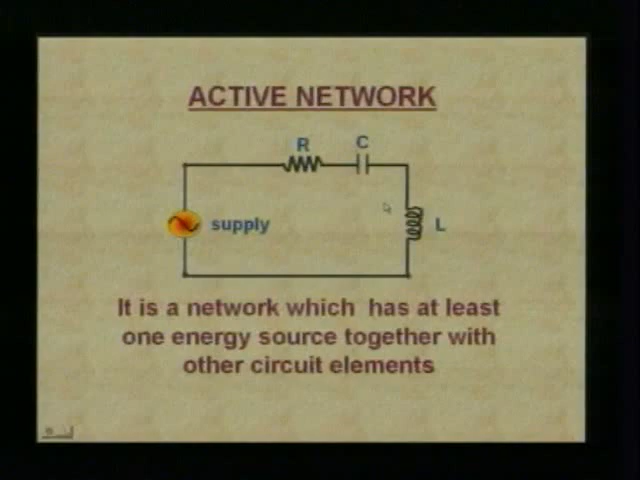 ACTIVE NETWORK
R C
supply
L
It is a network which has at least
one energy source together with
other circuit elements